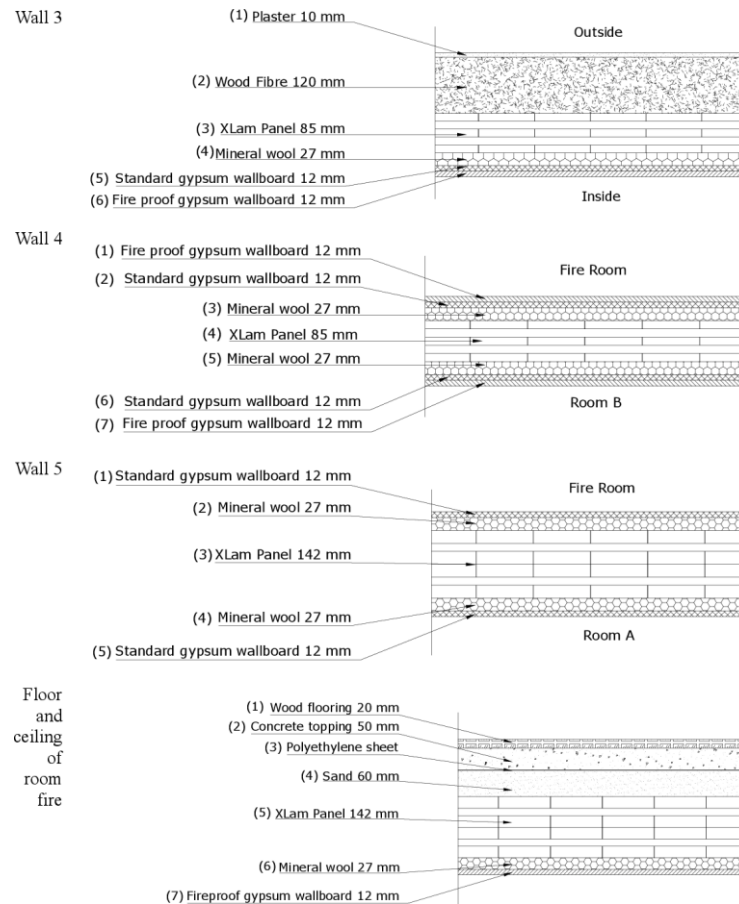 Wall 3
(1) Plaster 10 mm
Outside
(2) Wood Fibre 120 mm
(3) XLam Panel 85 mm
(4) Mineral wool 27 mm
(5) Standard gypsum wallboard 12 mm
(6) Fire proof gypsum wallboard 12 mm
Inside
Wall 4
(1) Fire proof gypsum wallboard 12 mm
(2) Standard gypsum wallboard 12 mm
Fire Room
(3) Mineral wool 27 mm
(4) XLam Panel 85 mm
(5) Mineral wool 27 mm
(6) Standard gypsum wallboard 12 mm
Room B
(7) Fire proof gypsum wallboard 12 mm
Wall 5
(1) Standard gypsum wallboard 12 mm
Fire Room
(2) Mineral wool 27 mm
(3) XLam Panel 142 mm
(4) Mineral wool 27 mm
Room A
(5) Standard gypsum wallboard 12 mm
Floor
and
ceiling
of
room
fire
(1) Wood flooring 20 mm
(2) Concrete topping 50 mm
(3) Polyethylene sheet
(4) Sand 60 mm
(5) XLam Panel 142 mm
(6) Mineral wool 27 mm
(7) Fireproof gypsum wallboard 12 mm